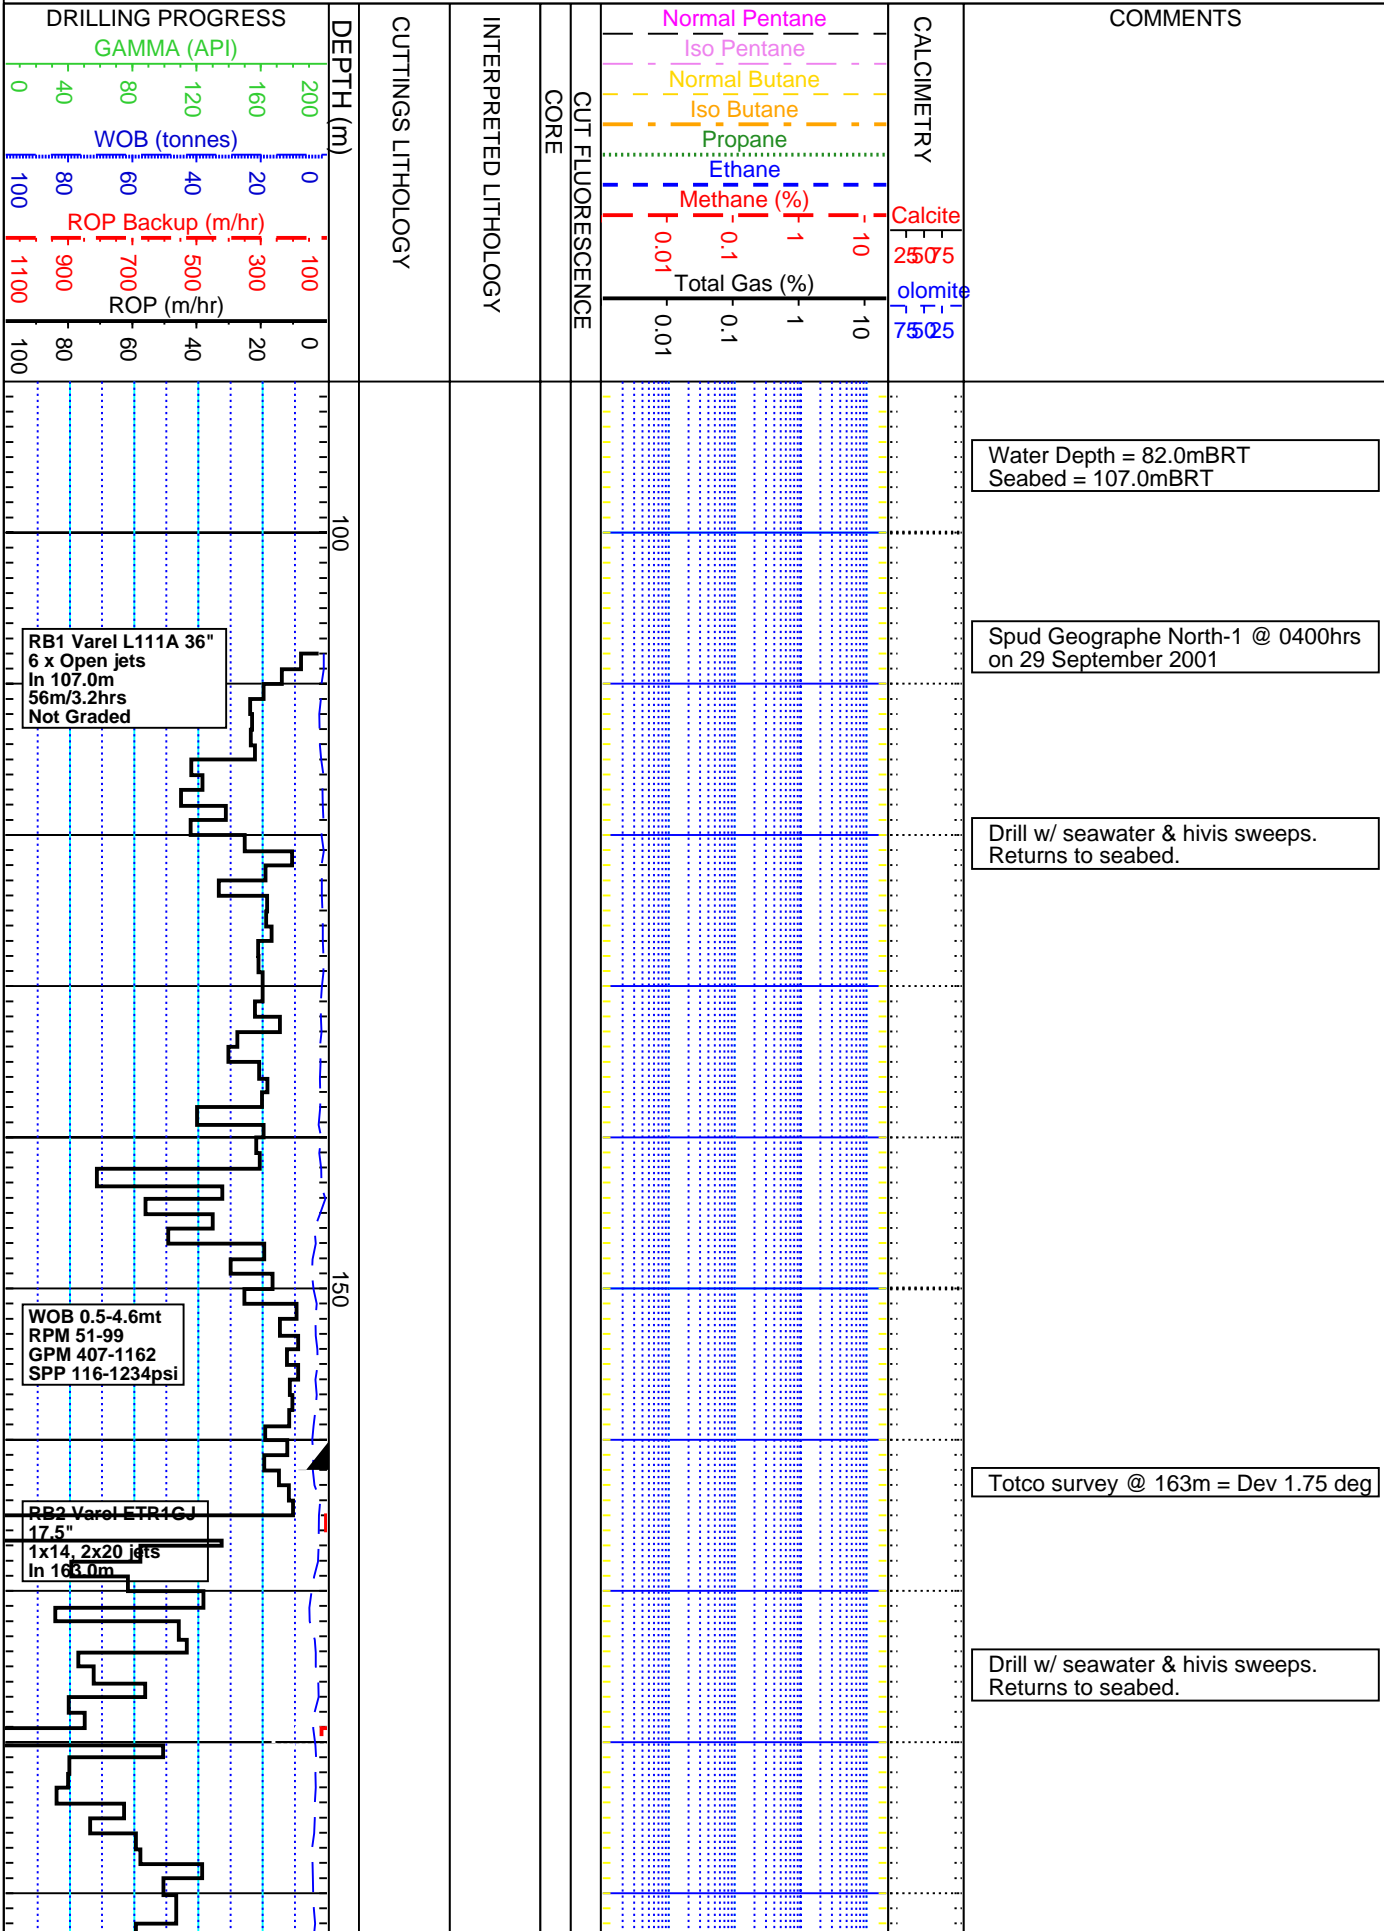 DRILLING PROGRESS
GAMMA (API)
0 40 80 120 160 200
WOB (tonnes)
100 80 60 40 20 0
ROP Backup (m/hr)
1100 900 700 500 300 100
ROP (m/hr)
100 80 60 40 20 0
DEPTH (m)
CUTTINGS LITHOLOGY
INTERPRETED LITHOLOGY
CORE
CUT FLUORESCENCE
Normal Pentane
Iso Pentane
Normal Butane
Iso Butane
Propane
Ethane
Methane (%)
0.01 0.1 1 10
Total Gas (%)
0.01 0.1 1 10
CALCIMETRY
Calcite
25 50 75
olomite
75 50 25
COMMENTS
Water Depth = 82.0mBRT
Seabed = 107.0mBRT
100
RB1 Varel L111A 36"
6 x Open jets
In 107.0m
56m/3.2hrs
Not Graded
Spud Geographe North-1 @ 0400hrs
on 29 September 2001
Drill w/ seawater & hivis sweeps.
Returns to seabed.
150
WOB 0.5-4.6mt
RPM 51-99
GPM 407-1162
SPP 116-1234psi
Totco survey @ 163m = Dev 1.75 deg
RB2 Varel ETR1GJ
17.5"
1x14, 2x20 jets
In 163.0m
Drill w/ seawater & hivis sweeps.
Returns to seabed.